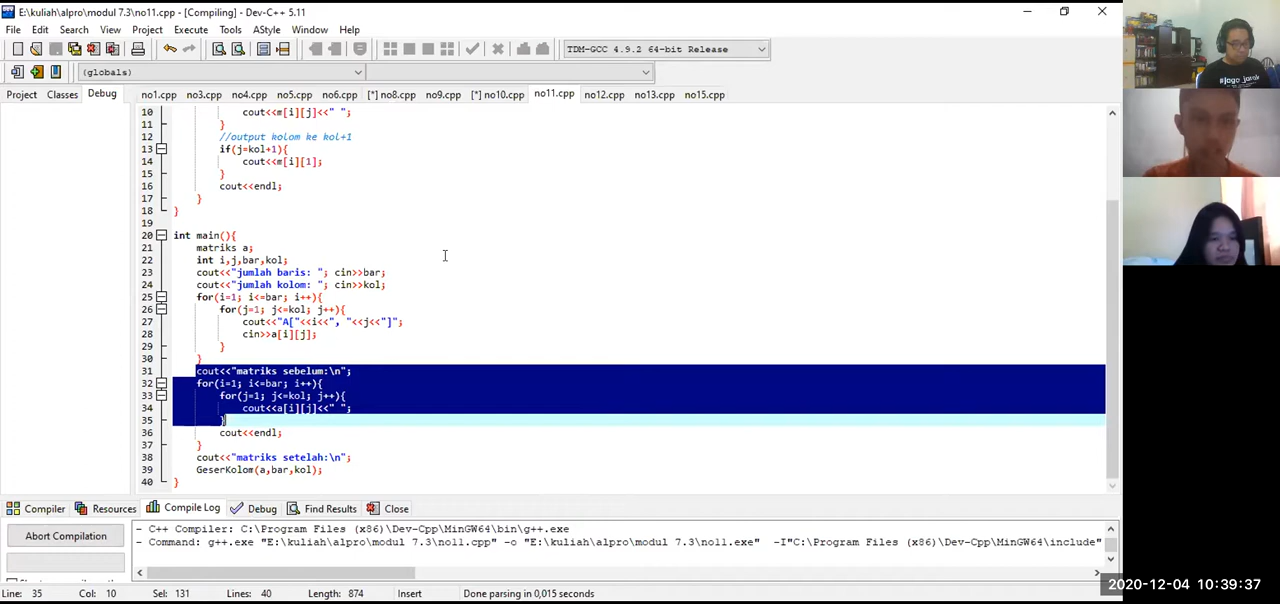 E:\kuliah\alpro\modul 7.3\no11.cpp - [Compiling] - Dev-C++ 5.11
File Edit Search View Project Execute Tools AStyle Window Help
TDM-GCC 4.9.2 64-bit Release
(globals)
Project Classes Debug
no1.cpp no3.cpp no4.cpp no5.cpp no6.cpp [*] no8.cpp no9.cpp [*] no10.cpp no11.cpp no12.cpp no13.cpp no15.cpp
10 cout<<m[i][j]<<" ";
11 }
12 //output kolom ke kol+1
13 if(j=kol+1){
14 cout<<m[i][1];
15 }
16 cout<<endl;
17 }
18 }
19
20 int main(){
21 matriks a;
22 int i,j,bar,kol;
23 cout<<"jumlah baris: "; cin>>bar;
24 cout<<"jumlah kolom: "; cin>>kol;
25 for(i=1; i<=bar; i++){
26 for(j=1; j<=kol; j++){
27 cout<<"A["<<i<<", "<<j<<"]";
28 cin>>a[i][j];
29 }
30 }
31 cout<<"matriks sebelum:\n";
32 for(i=1; i<=bar; i++){
33 for(j=1; j<=kol; j++){
34 cout<<a[i][j]<<" ";
35 }
36 cout<<endl;
37 }
38 cout<<"matriks setelah:\n";
39 GeserKolom(a,bar,kol);
40 }
Compiler Resources Compile Log Debug Find Results Close
Abort Compilation
- C++ Compiler: C:\Program Files (x86)\Dev-Cpp\MinGW64\bin\g++.exe
- Command: g++.exe "E:\kuliah\alpro\modul 7.3\no11.cpp" -o "E:\kuliah\alpro\modul 7.3\no11.exe" -I"C:\Program Files (x86)\Dev-Cpp\MinGW64\include"
Line: 35 Col: 10 Sel: 131 Lines: 40 Length: 874 Insert Done parsing in 0,015 seconds
2020-12-04 10:39:37
#jago_jarak